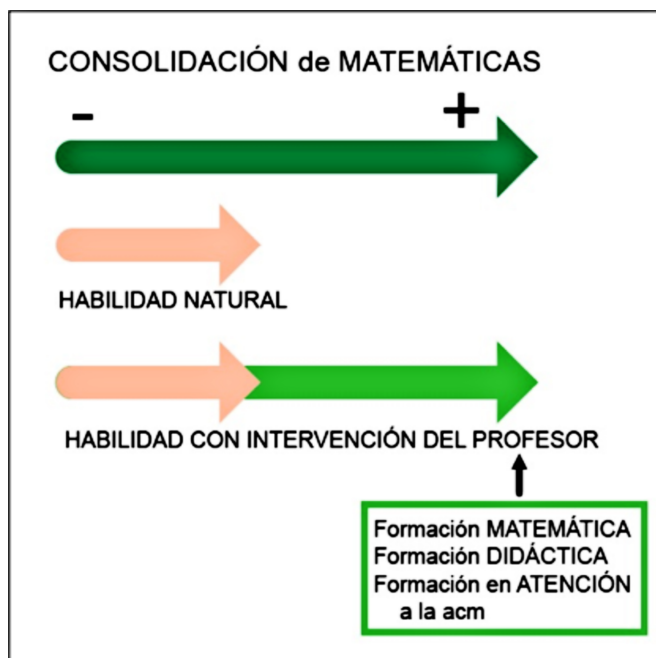 CONSOLIDACIÓN de MATEMÁTICAS
- +
HABILIDAD NATURAL
HABILIDAD CON INTERVENCIÓN DEL PROFESOR
Formación MATEMÁTICA
Formación DIDÁCTICA
Formación en ATENCIÓN
a la acm